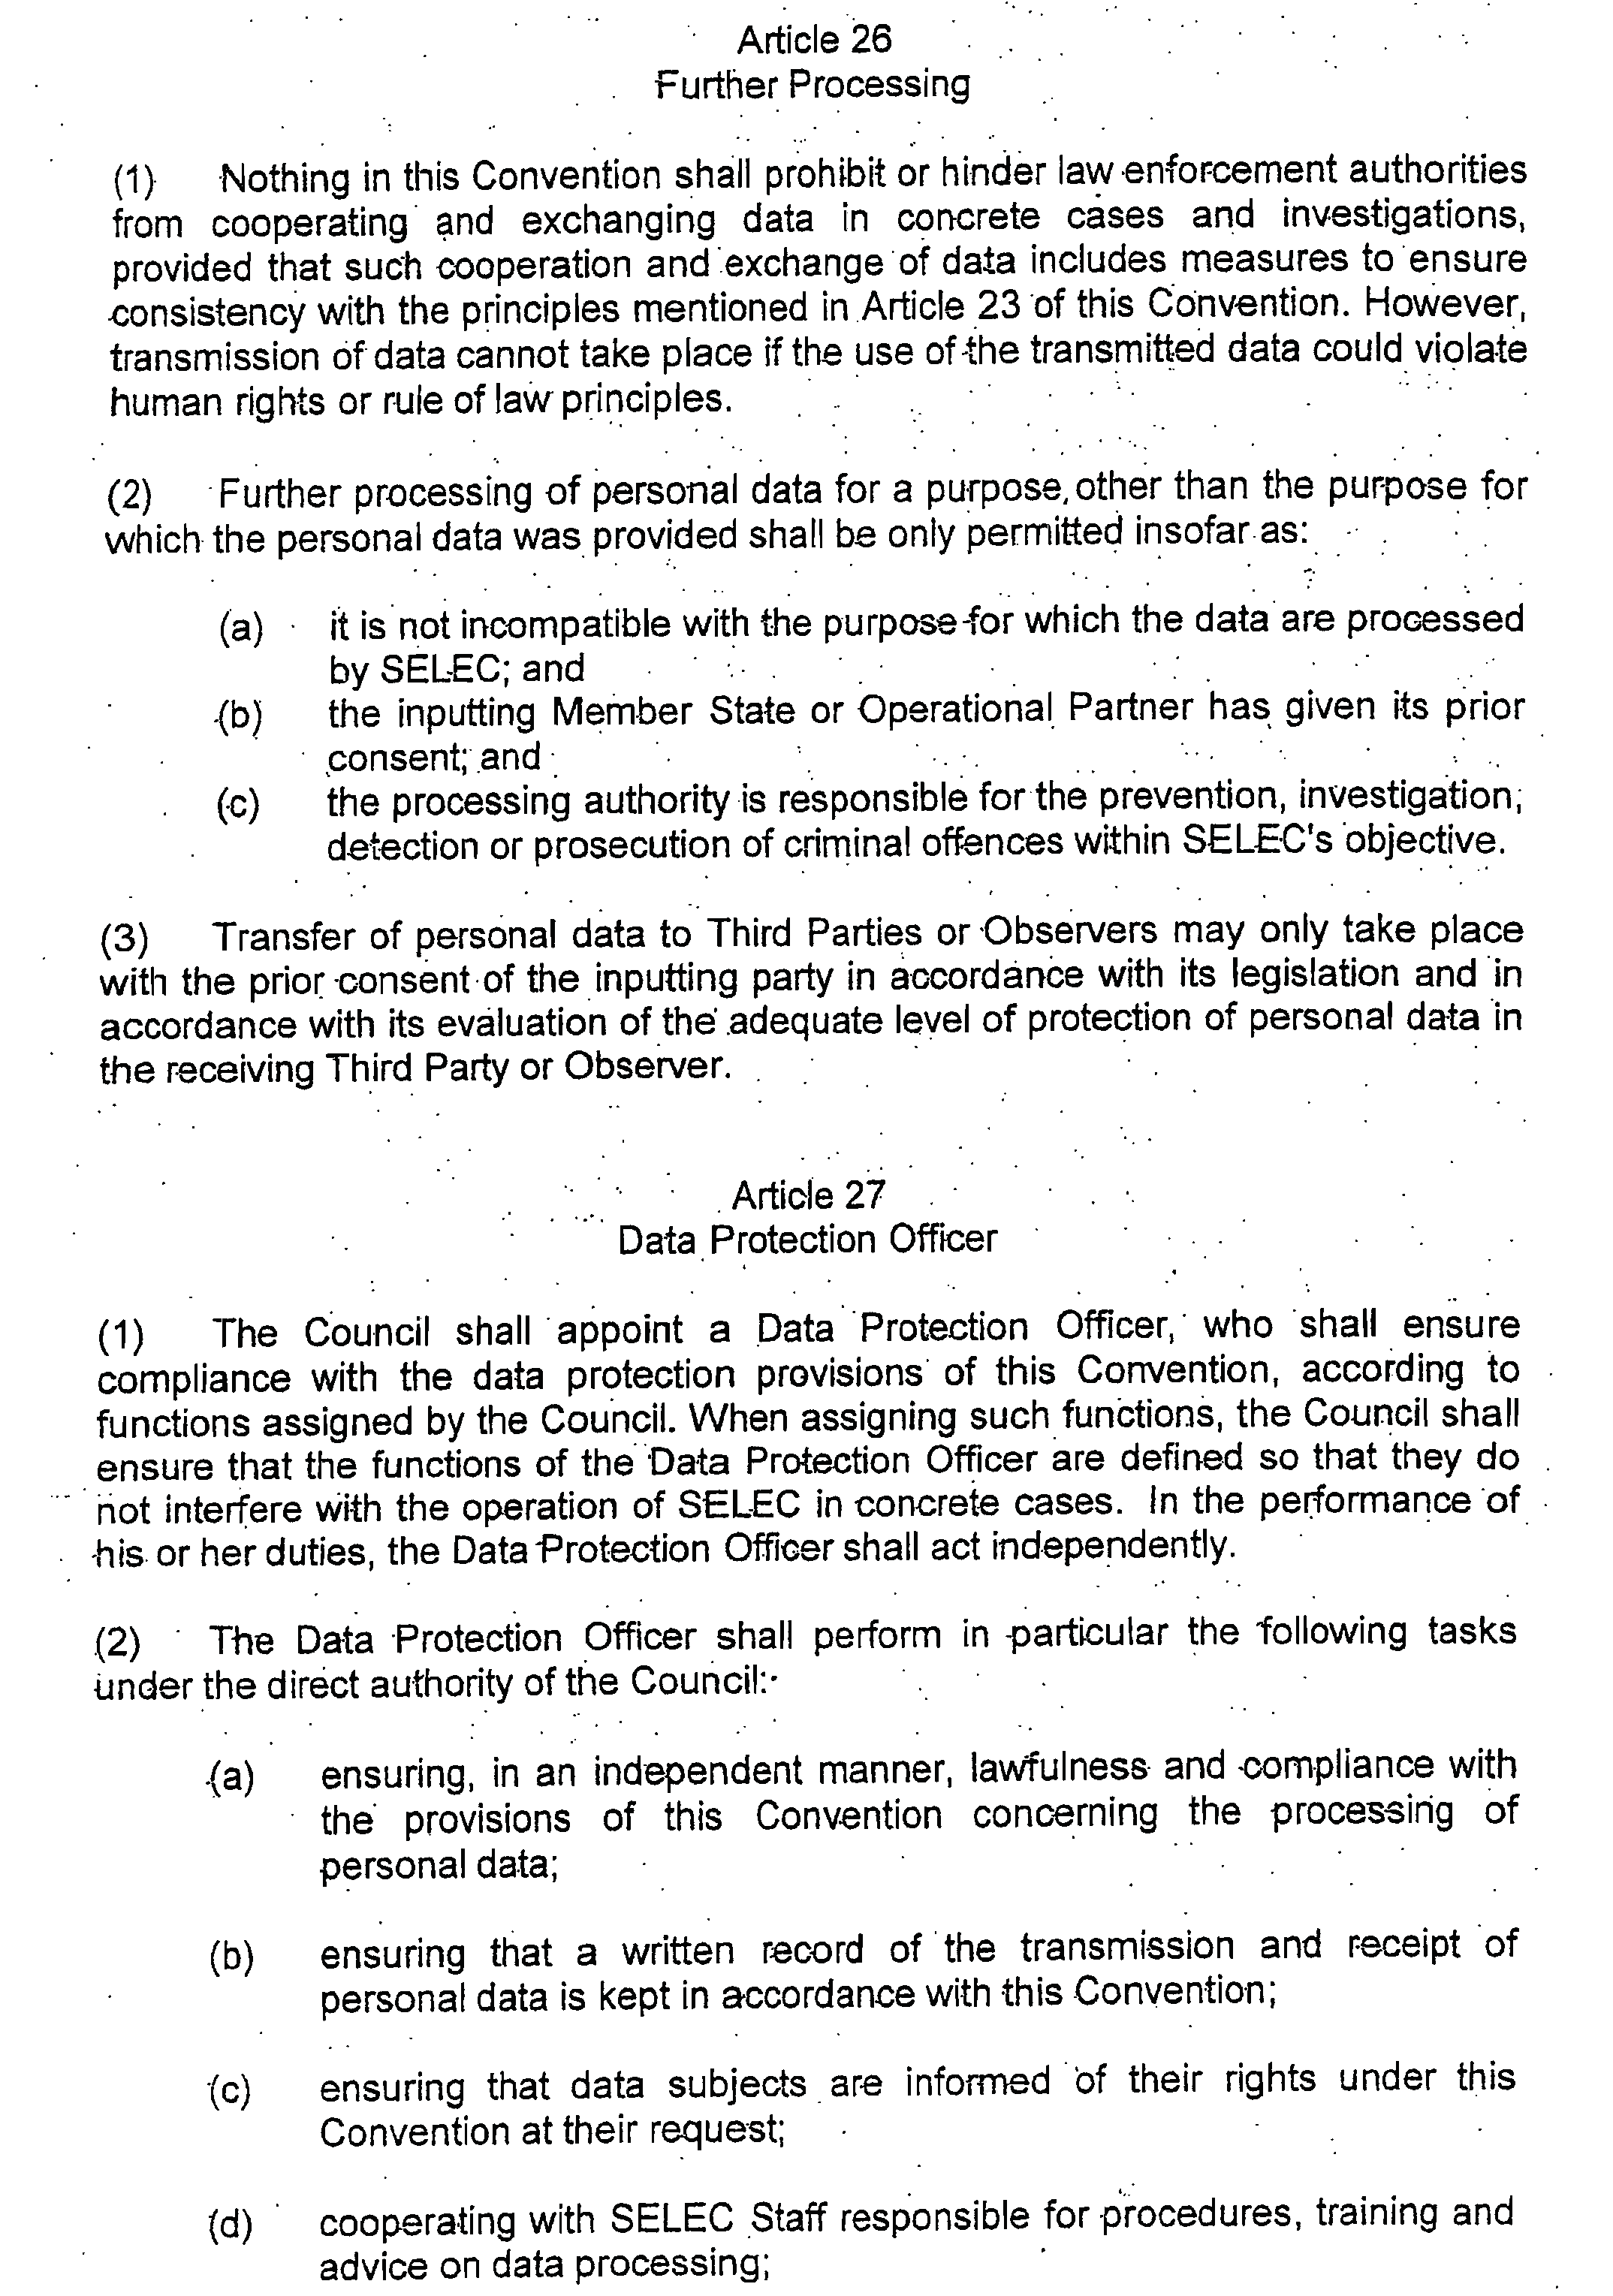 Article 26
Further Processing
(1) Nothing in this Convention shall prohibit or hinder law enforcement authorities
from cooperating and exchanging data in concrete cases and investigations,
provided that such cooperation and exchange of data includes measures to ensure
consistency with the principles mentioned in Article 23 of this Convention. However,
transmission of data cannot take place if the use of the transmitted data could violate
human rights or rule of law principles.
(2) Further processing of personal data for a purpose other than the purpose for
which the personal data was provided shall be only permitted insofar as:
(a) it is not incompatible with the purpose for which the data are processed
by SELEC; and
(b) the inputting Member State or Operational Partner has given its prior
consent; and
(c) the processing authority is responsible for the prevention, investigation,
detection or prosecution of criminal offences within SELEC's objective.
(3) Transfer of personal data to Third Parties or Observers may only take place
with the prior consent of the inputting party in accordance with its legislation and in
accordance with its evaluation of the adequate level of protection of personal data in
the receiving Third Party or Observer.
Article 27
Data Protection Officer
(1) The Council shall appoint a Data Protection Officer, who shall ensure
compliance with the data protection provisions of this Convention, according to
functions assigned by the Council. When assigning such functions, the Council shall
ensure that the functions of the Data Protection Officer are defined so that they do
not interfere with the operation of SELEC in concrete cases. In the performance of
his or her duties, the Data Protection Officer shall act independently.
(2) The Data Protection Officer shall perform in particular the following tasks
under the direct authority of the Council:
(a) ensuring, in an independent manner, lawfulness and compliance with
the provisions of this Convention concerning the processing of
personal data;
(b) ensuring that a written record of the transmission and receipt of
personal data is kept in accordance with this Convention;
(c) ensuring that data subjects are informed of their rights under this
Convention at their request;
(d) cooperating with SELEC Staff responsible for procedures, training and
advice on data processing;